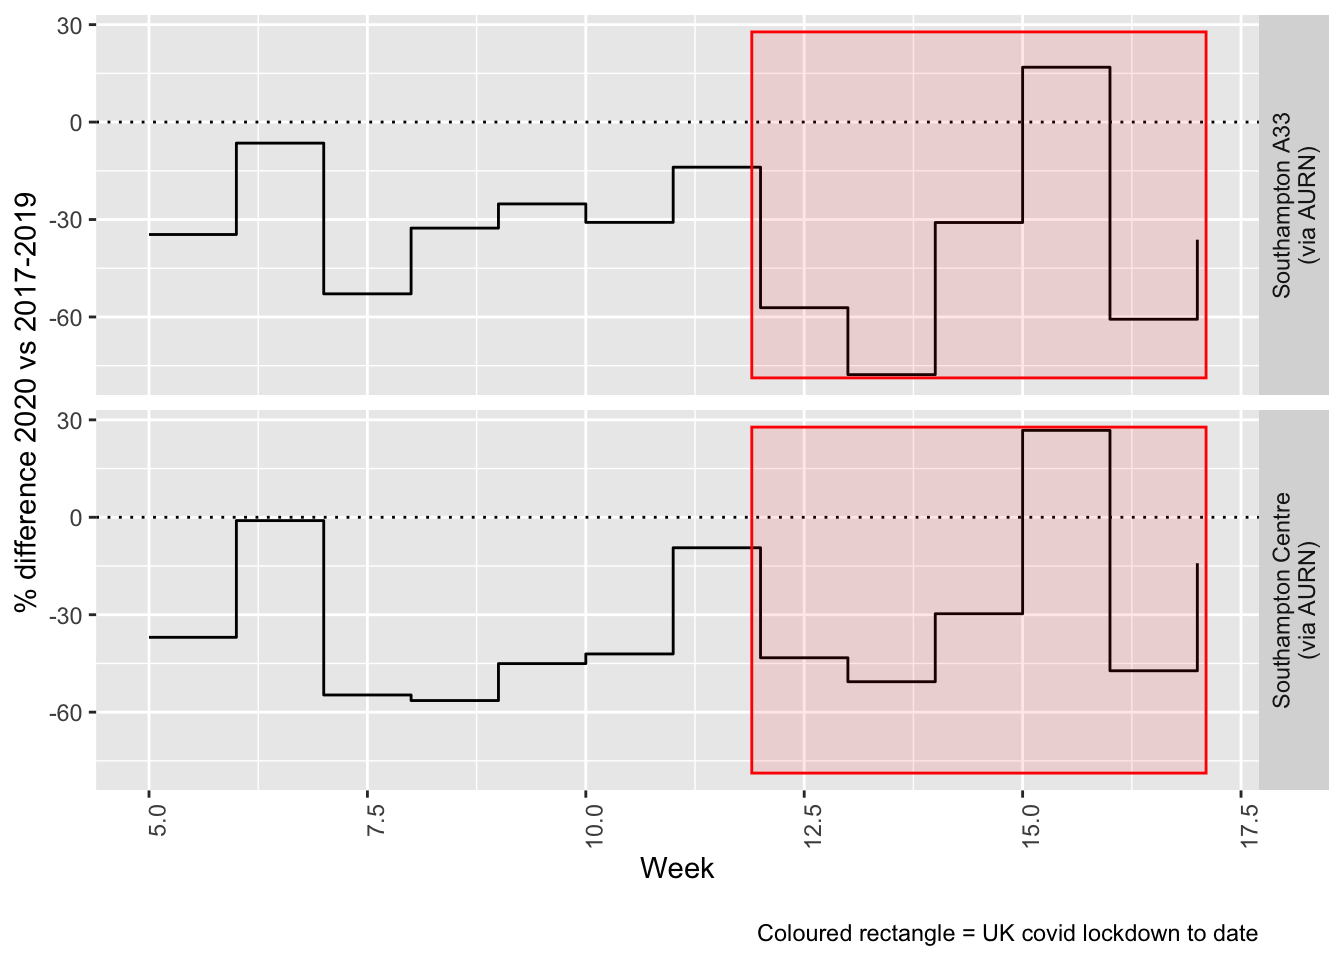 % difference 2020 vs 2017-2019
30
0
-30
-60
Southampton A33
(via AURN)
30
0
-30
-60
Southampton Centre
(via AURN)
5.0
7.5
10.0
12.5
15.0
17.5
Week
Coloured rectangle = UK covid lockdown to date